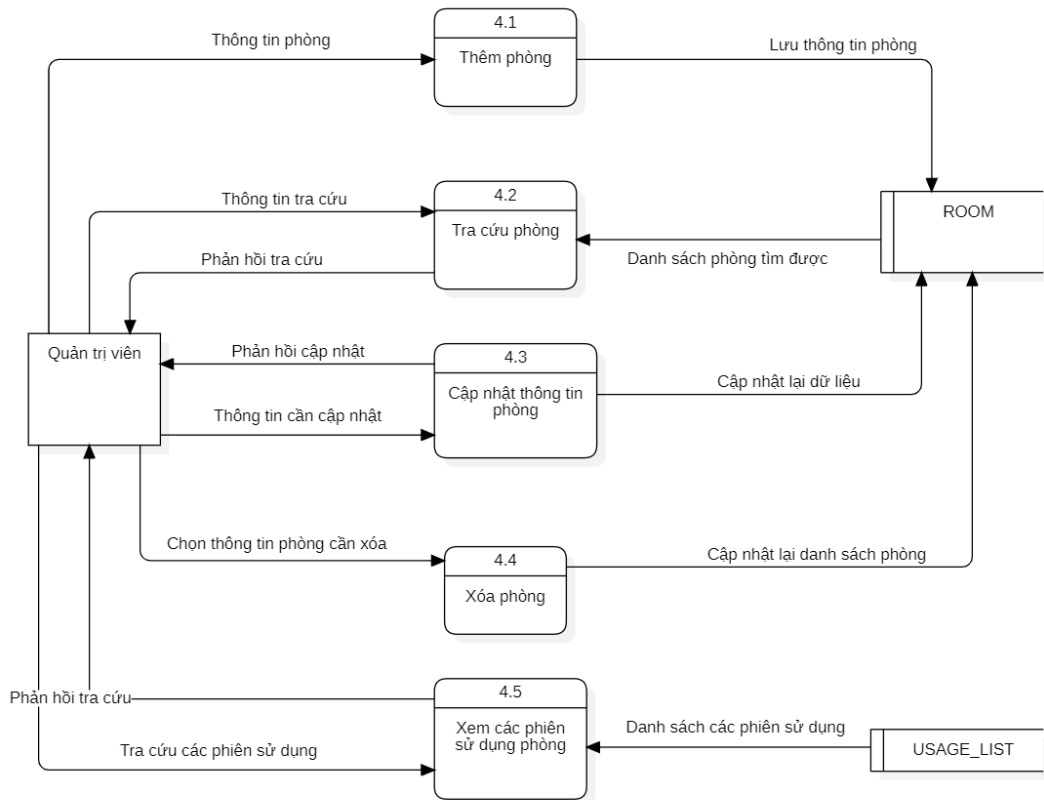 4.1
Thông tin phòng
Thêm phòng
Lưu thông tin phòng
4.2
Thông tin tra cứu
Tra cứu phòng
ROOM
Phản hồi tra cứu
Danh sách phòng tìm được
Quản trị viên
Phản hồi cập nhật
4.3
Cập nhật thông tin
phòng
Cập nhật lại dữ liệu
Thông tin cần cập nhật
Chọn thông tin phòng cần xóa
4.4
Xóa phòng
Cập nhật lại danh sách phòng
Phản hồi tra cứu
4.5
Xem các phiên
sử dụng phòng
Danh sách các phiên sử dụng
Tra cứu các phiên sử dụng
USAGE_LIST